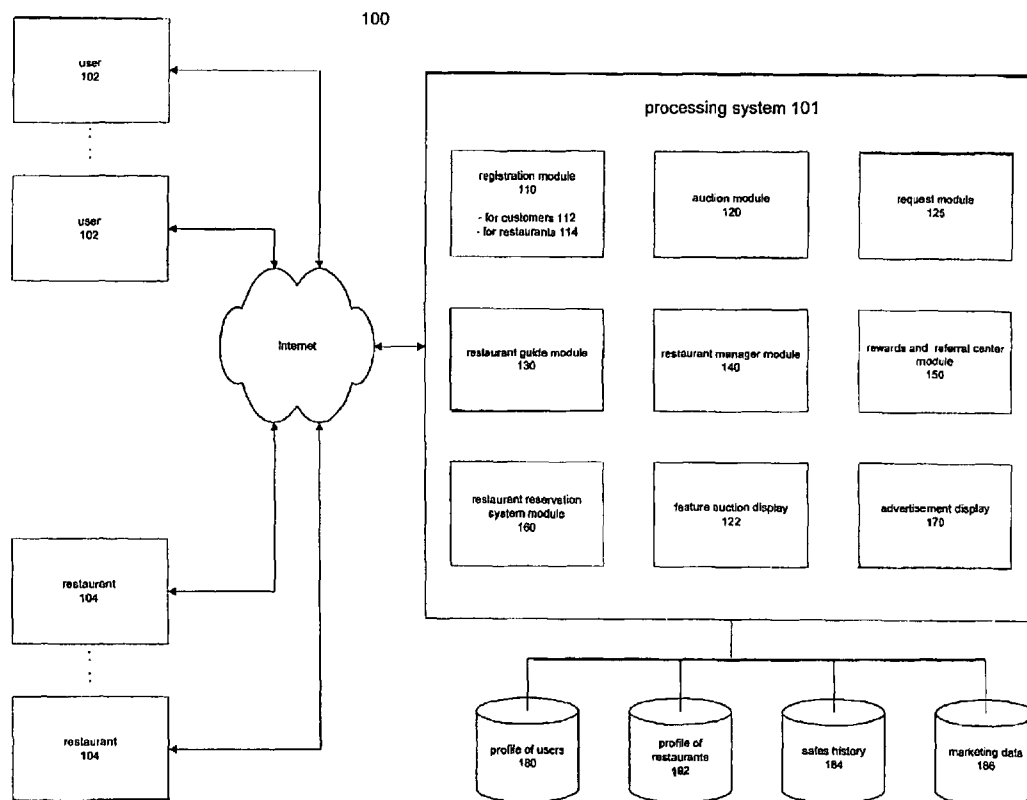 100
user
102
user
102
Internet
restaurant
104
restaurant
104
processing system 101
registration module
110
- for customers 112
- for restaurants 114
auction module
120
request module
125
restaurant guide module
130
restaurant manager module
140
rewards and referral center
module
150
restaurant reservation
system module
160
feature auction display
122
advertisement display
170
profile of users
180
profile of
restaurants
182
sales history
184
marketing data
186